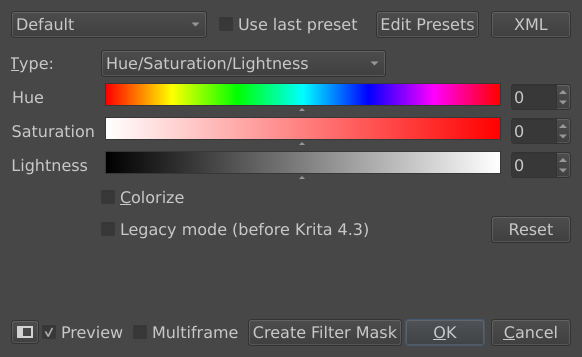 Default Use last preset Edit Presets XML
Type: Hue/Saturation/Lightness
Hue 0
Saturation 0
Lightness 0
Colorize
Legacy mode (before Krita 4.3) Reset
Preview Multiframe Create Filter Mask OK Cancel